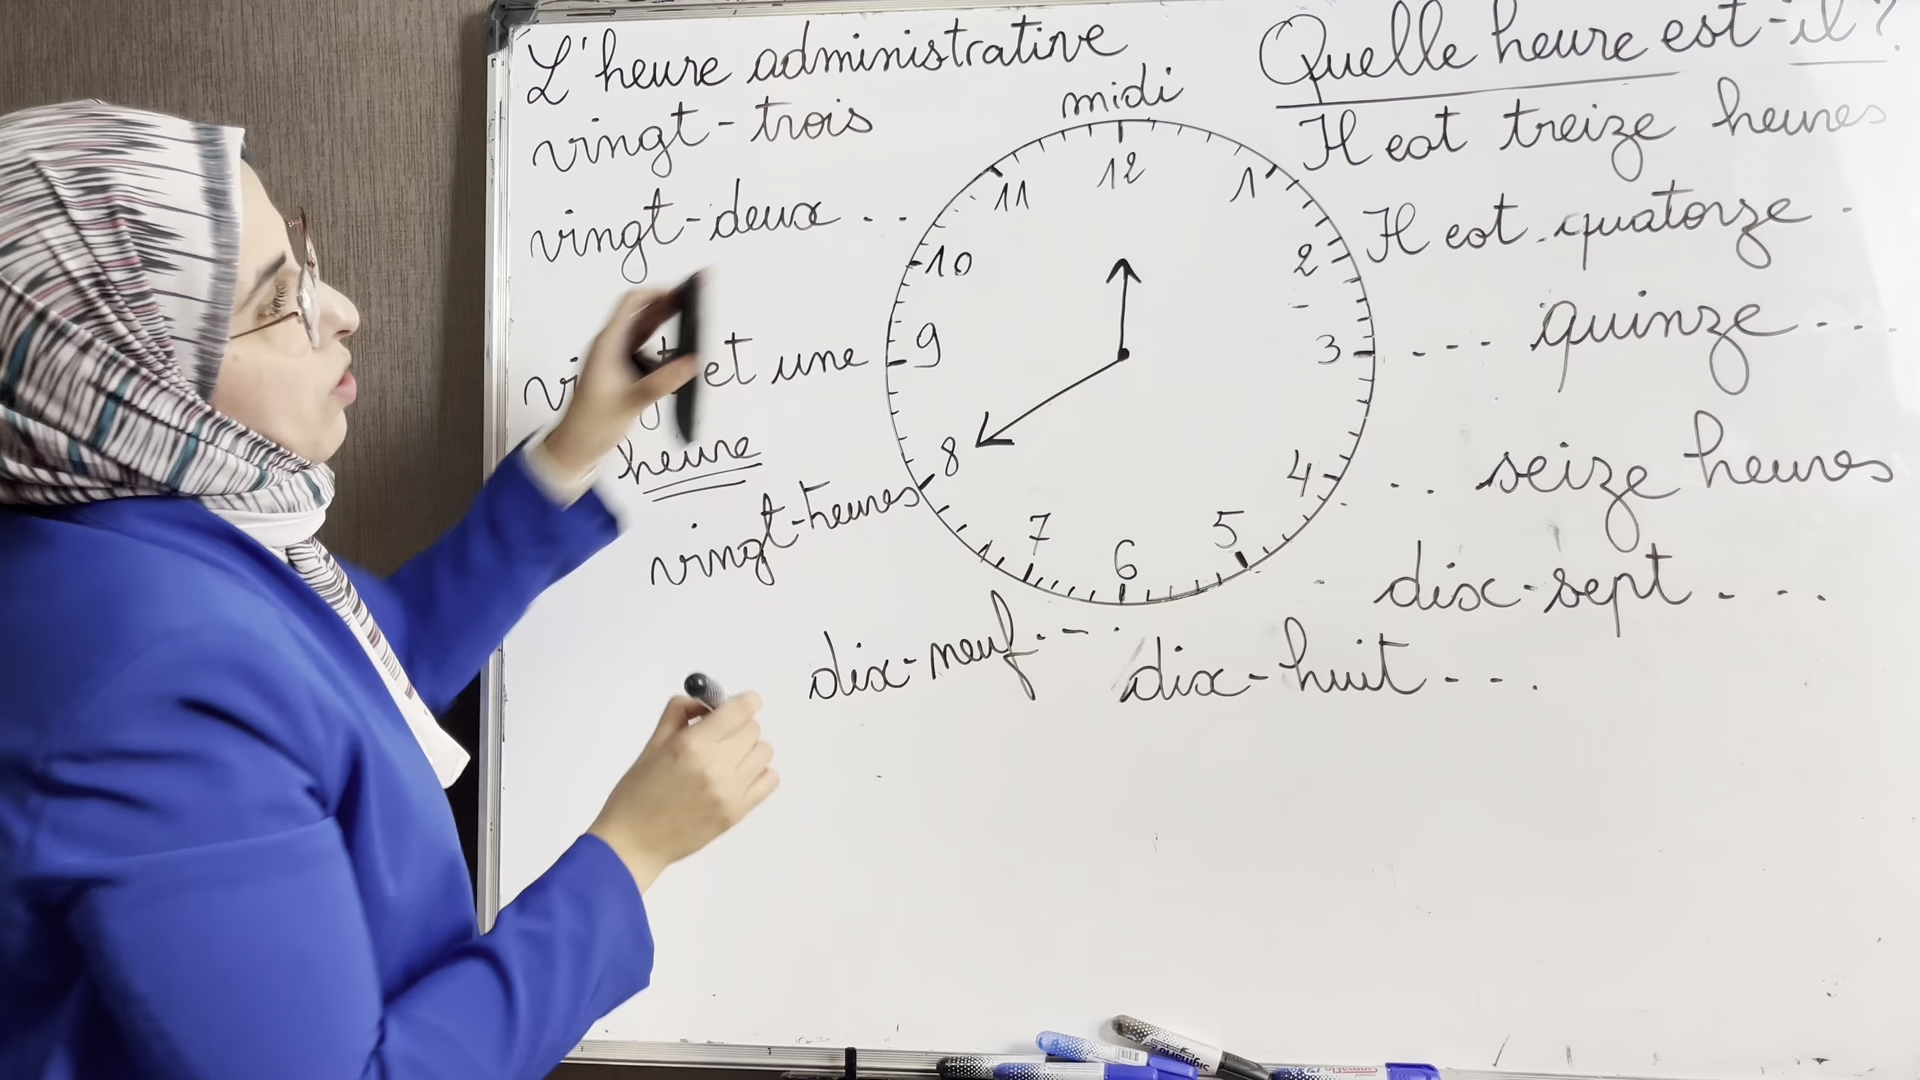 L'heure administrative
Quelle heure est-il ?
midi
vingt-trois
Il est treize heures
vingt-deux ..
Il est quatorze .
vingt et une
heure
... quinze ...
.. seize heures
vingt-heures
dix-sept ...
dix-neuf ...
dix-huit ...
12
1
2
3
4
5
6
7
8
9
10
11